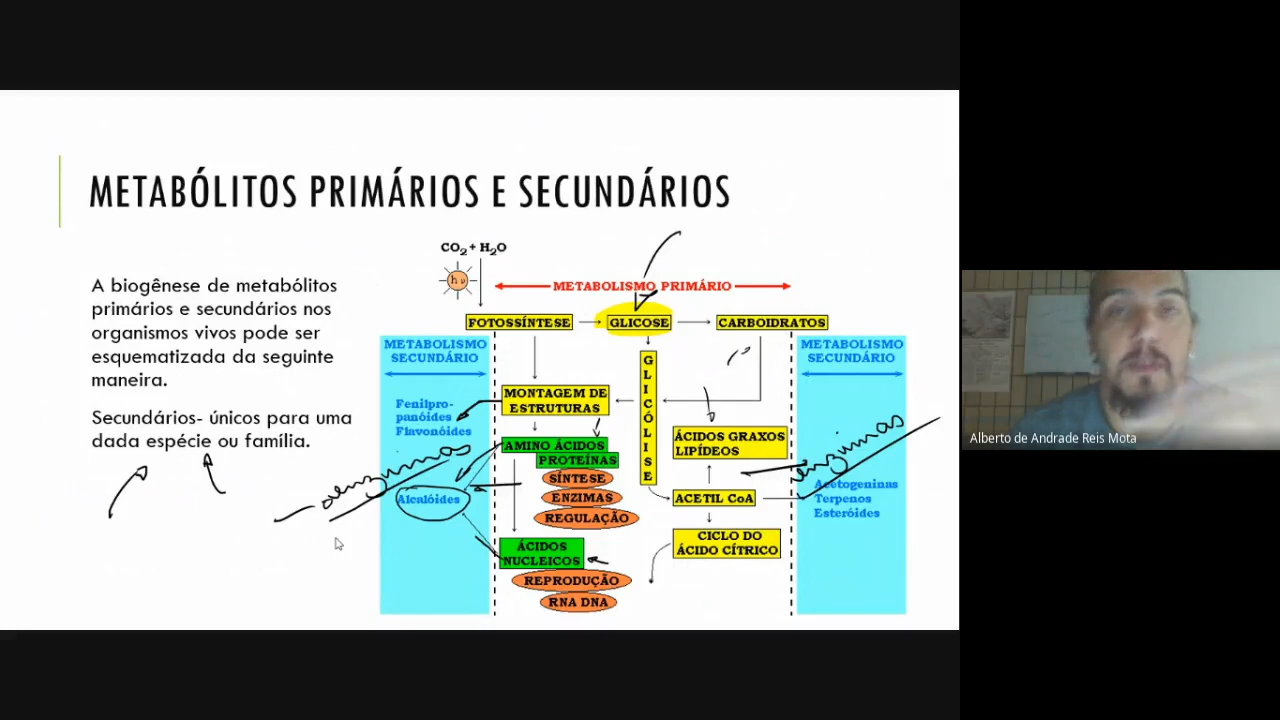 METABÓLITOS PRIMÁRIOS E SECUNDÁRIOS
A biogênese de metabólitos
primários e secundários nos
organismos vivos pode ser
esquematizada da seguinte
maneira.
Secundários- únicos para uma
dada espécie ou família.
CO₂ + H₂O
hν
METABOLISMO PRIMÁRIO
FOTOSSÍNTESE
GLICOSE
CARBOIDRATOS
METABOLISMO
SECUNDÁRIO
Fenilpro-
panóides
Flavonóides
Alcalóides
MONTAGEM DE
ESTRUTURAS
AMINO ÁCIDOS
PROTEÍNAS
SÍNTESE
ENZIMAS
REGULAÇÃO
ÁCIDOS
NUCLEICOS
REPRODUÇÃO
RNA DNA
GLICÓLISE
ÁCIDOS GRAXOS
LIPÍDEOS
ACETIL CoA
CICLO DO
ÁCIDO CÍTRICO
METABOLISMO
SECUNDÁRIO
enzimas
Acetogeninas
Terpenos
Esteróides
Alberto de Andrade Reis Mota